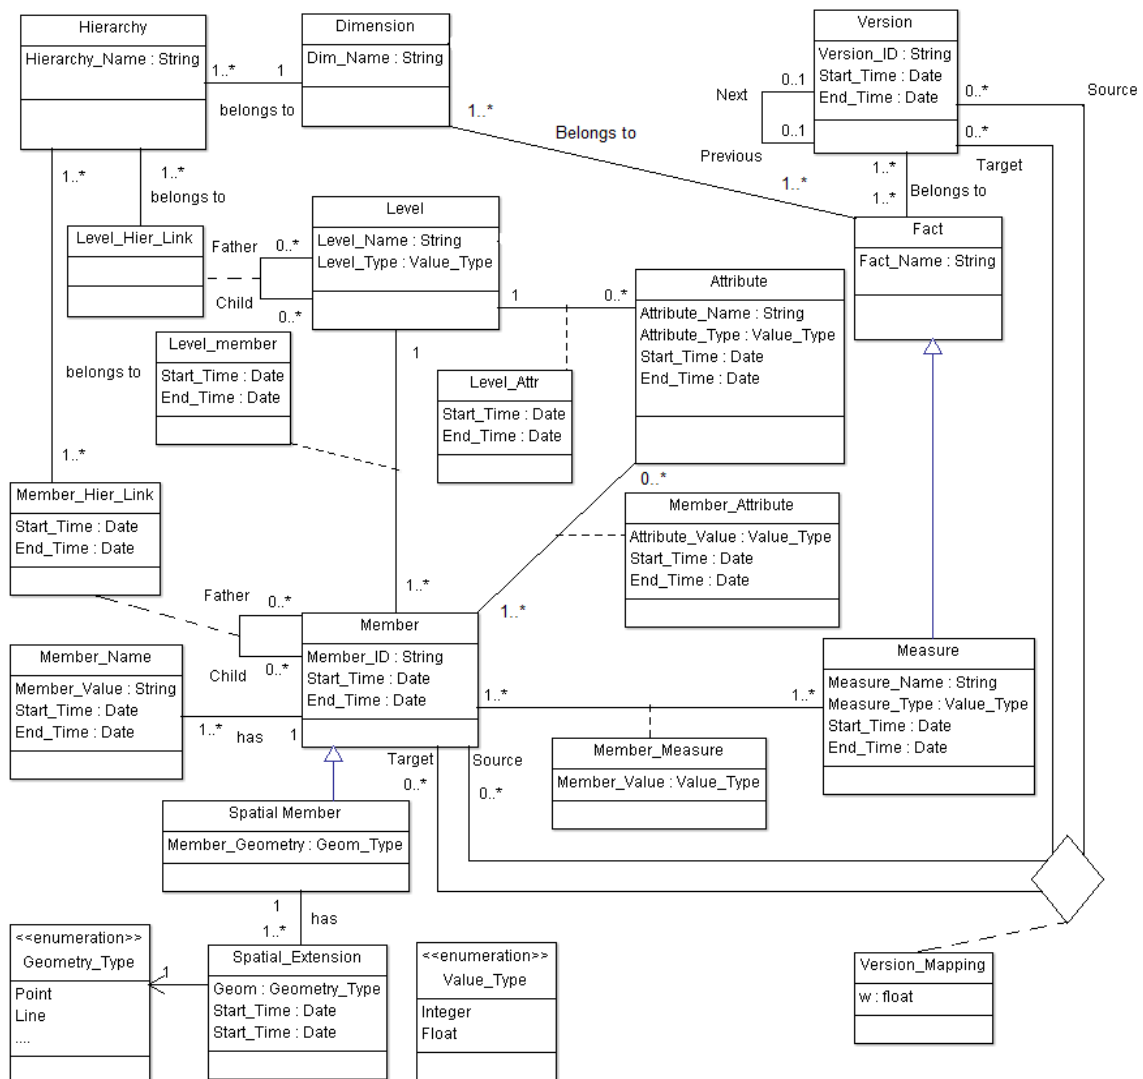 Hierarchy
Hierarchy_Name : String
1..*
1
belongs to
Dimension
Dim_Name : String
1..*
Belongs to
1..*
Version
Version_ID : String
Start_Time : Date
End_Time : Date
0..1
Next
0..1
Previous
0..*
Source
0..*
Target
1..*
Belongs to
1..*
Fact
Fact_Name : String
1..*
1..*
belongs to
Level_Hier_Link
Father
0..*
Child
0..*
Level
Level_Name : String
Level_Type : Value_Type
1
0..*
Attribute
Attribute_Name : String
Attribute_Type : Value_Type
Start_Time : Date
End_Time : Date
1
Level_member
Start_Time : Date
End_Time : Date
Level_Attr
Start_Time : Date
End_Time : Date
belongs to
1..*
Member_Hier_Link
Start_Time : Date
End_Time : Date
0..*
Member_Attribute
Attribute_Value : Value_Type
Start_Time : Date
End_Time : Date
Father
0..*
Child
0..*
1..*
1..*
Member
Member_ID : String
Start_Time : Date
End_Time : Date
Member_Name
Member_Value : String
Start_Time : Date
End_Time : Date
1..*
has
1
1..*
1..*
Measure
Measure_Name : String
Measure_Type : Value_Type
Start_Time : Date
End_Time : Date
Member_Measure
Member_Value : Value_Type
Target
0..*
Source
0..*
Spatial Member
Member_Geometry : Geom_Type
1
has
1..*
<<enumeration>>
Geometry_Type
Point
Line
....
1
Spatial_Extension
Geom : Geometry_Type
Start_Time : Date
Start_Time : Date
<<enumeration>>
Value_Type
Integer
Float
Version_Mapping
w : float